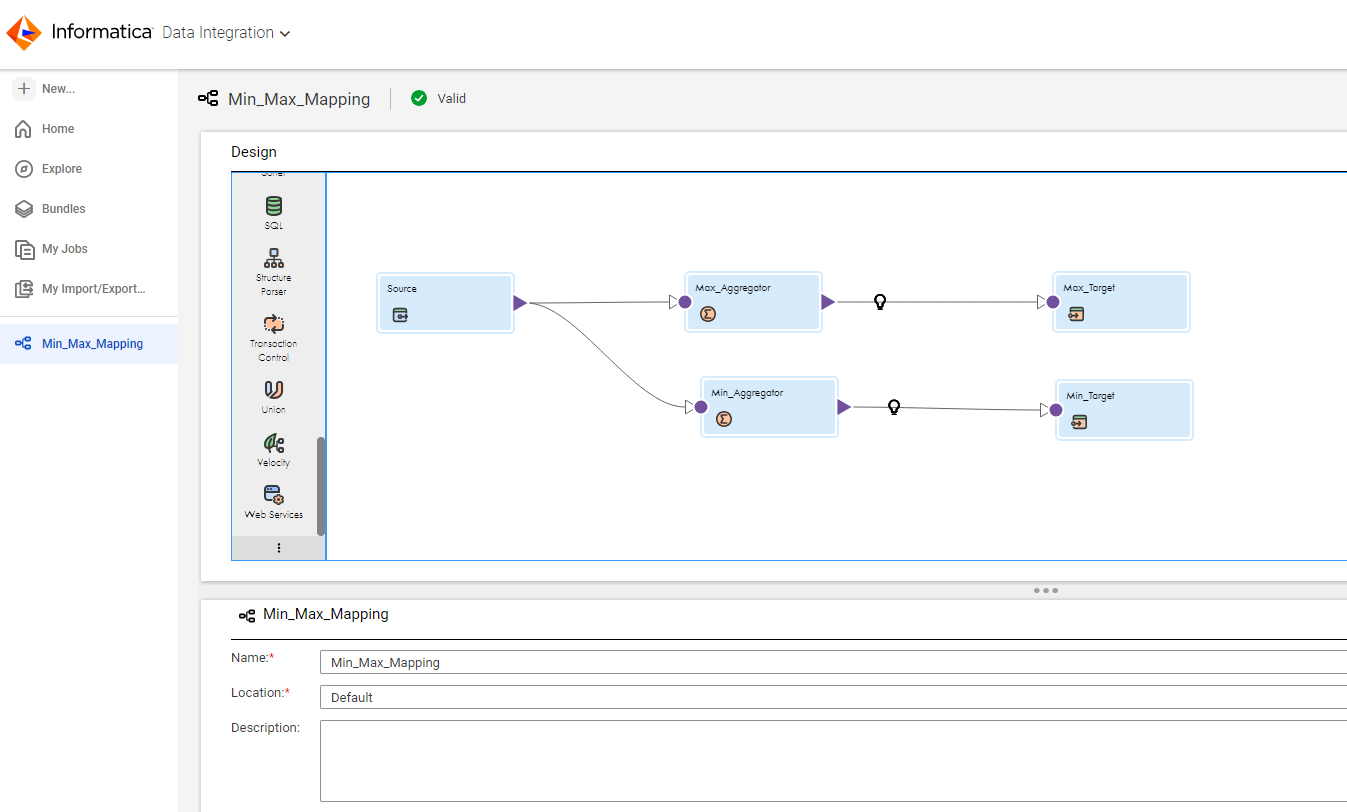 Informatica Data Integration
New...
Home
Explore
Bundles
My Jobs
My Import/Export...
Min_Max_Mapping
Min_Max_Mapping
Valid
Design
SQL
Structure
Parser
Transaction
Control
Union
Velocity
Web Services
Source
Max_Aggregator
Max_Target
Min_Aggregator
Min_Target
Min_Max_Mapping
Name:*
Min_Max_Mapping
Location:*
Default
Description: